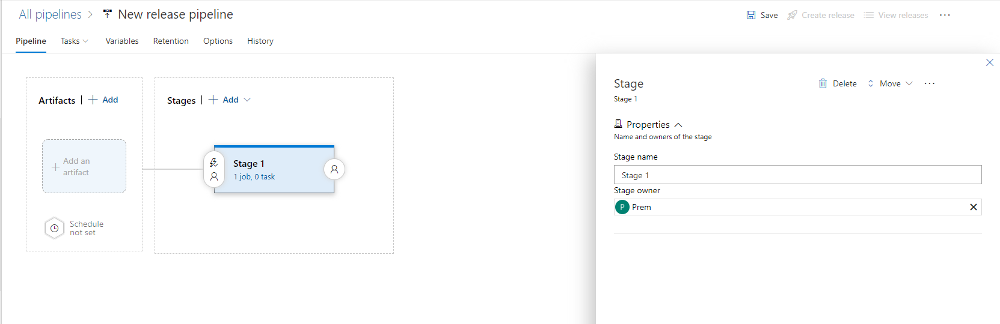 All pipelines > New release pipeline
Save Create release View releases ...
Pipeline Tasks Variables Retention Options History
Artifacts | + Add
Stages | + Add
+ Add an
artifact
Schedule
not set
Stage 1
1 job, 0 task
Stage
Delete Move ...
Stage 1
Properties
Name and owners of the stage
Stage name
Stage 1
Stage owner
P Prem